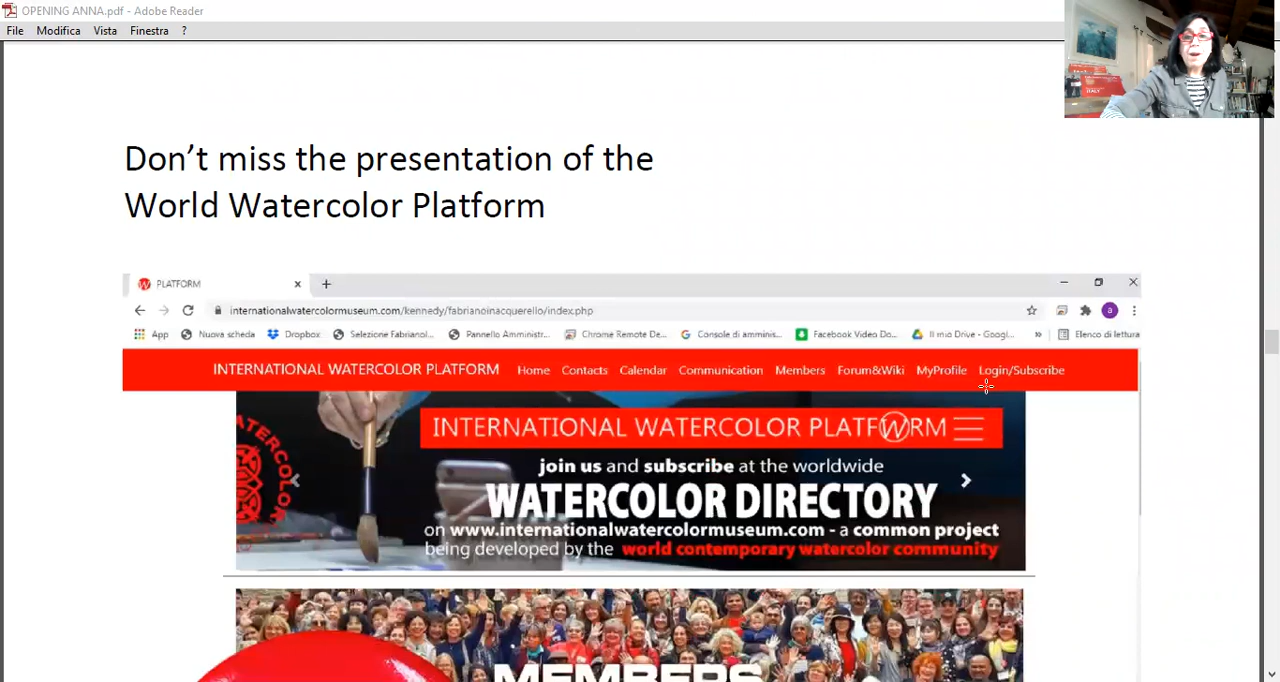 OPENING ANNA.pdf - Adobe Reader
File Modifica Vista Finestra ?
ITALY
Don't miss the presentation of the
World Watercolor Platform
PLATFORM
internationalwatercolormuseum.com/kennedy/fabrianoinacquerello/index.php
App Nuova scheda Dropbox Selezione FabrianoI... Pannello Amministr... Chrome Remote De... Console di amminis... Facebook Video Do... Il mio Drive - Googl... » Elenco di lettura
INTERNATIONAL WATERCOLOR PLATFORM Home Contacts Calendar Communication Members Forum&Wiki MyProfile Login/Subscribe
INTERNATIONAL WATERCOLOR PLATFORM
join us and subscribe at the worldwide
WATERCOLOR DIRECTORY
on www.internationalwatercolormuseum.com - a common project
being developed by the world contemporary watercolor community
MEMBERS